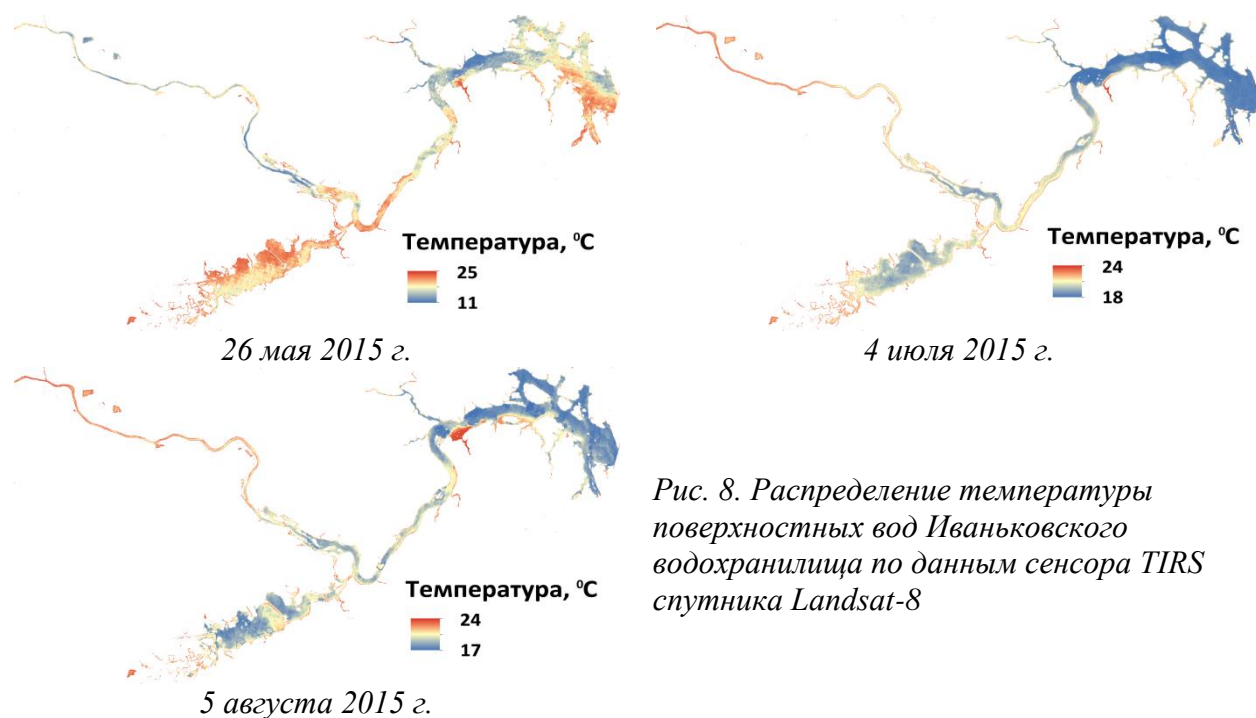 Температура, ⁰C
25
11
26 мая 2015 г.
Температура, ⁰C
24
18
4 июля 2015 г.
Температура, ⁰C
24
17
5 августа 2015 г.
Рис. 8. Распределение температуры
поверхностных вод Иваньковского
водохранилища по данным сенсора TIRS
спутника Landsat-8